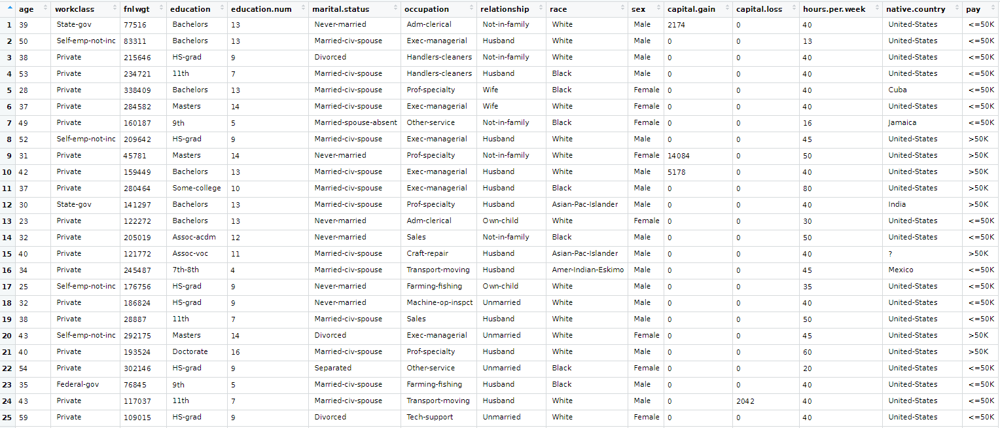 age workclass fnlwgt education education.num marital.status occupation relationship race sex capital.gain capital.loss hours.per.week native.country pay
1 39 State-gov 77516 Bachelors 13 Never-married Adm-clerical Not-in-family White Male 2174 0 40 United-States <=50K
2 50 Self-emp-not-inc 83311 Bachelors 13 Married-civ-spouse Exec-managerial Husband White Male 0 0 13 United-States <=50K
3 38 Private 215646 HS-grad 9 Divorced Handlers-cleaners Not-in-family White Male 0 0 40 United-States <=50K
4 53 Private 234721 11th 7 Married-civ-spouse Handlers-cleaners Husband Black Male 0 0 40 United-States <=50K
5 28 Private 338409 Bachelors 13 Married-civ-spouse Prof-specialty Wife Black Female 0 0 40 Cuba <=50K
6 37 Private 284582 Masters 14 Married-civ-spouse Exec-managerial Wife White Female 0 0 40 United-States <=50K
7 49 Private 160187 9th 5 Married-spouse-absent Other-service Not-in-family Black Female 0 0 16 Jamaica <=50K
8 52 Self-emp-not-inc 209642 HS-grad 9 Married-civ-spouse Exec-managerial Husband White Male 0 0 45 United-States >50K
9 31 Private 45781 Masters 14 Never-married Prof-specialty Not-in-family White Female 14084 0 50 United-States >50K
10 42 Private 159449 Bachelors 13 Married-civ-spouse Exec-managerial Husband White Male 5178 0 40 United-States >50K
11 37 Private 280464 Some-college 10 Married-civ-spouse Exec-managerial Husband Black Male 0 0 80 United-States >50K
12 30 State-gov 141297 Bachelors 13 Married-civ-spouse Prof-specialty Husband Asian-Pac-Islander Male 0 0 40 India >50K
13 23 Private 122272 Bachelors 13 Never-married Adm-clerical Own-child White Female 0 0 30 United-States <=50K
14 32 Private 205019 Assoc-acdm 12 Never-married Sales Not-in-family Black Male 0 0 50 United-States <=50K
15 40 Private 121772 Assoc-voc 11 Married-civ-spouse Craft-repair Husband Asian-Pac-Islander Male 0 0 40 ? >50K
16 34 Private 245487 7th-8th 4 Married-civ-spouse Transport-moving Husband Amer-Indian-Eskimo Male 0 0 45 Mexico <=50K
17 25 Self-emp-not-inc 176756 HS-grad 9 Never-married Farming-fishing Own-child White Male 0 0 35 United-States <=50K
18 32 Private 186824 HS-grad 9 Never-married Machine-op-inspct Unmarried White Male 0 0 40 United-States <=50K
19 38 Private 28887 11th 7 Married-civ-spouse Sales Husband White Male 0 0 50 United-States <=50K
20 43 Self-emp-not-inc 292175 Masters 14 Divorced Exec-managerial Unmarried White Female 0 0 45 United-States >50K
21 40 Private 193524 Doctorate 16 Married-civ-spouse Prof-specialty Husband White Male 0 0 60 United-States >50K
22 54 Private 302146 HS-grad 9 Separated Other-service Unmarried Black Female 0 0 20 United-States <=50K
23 35 Federal-gov 76845 9th 5 Married-civ-spouse Farming-fishing Husband Black Male 0 0 40 United-States <=50K
24 43 Private 117037 11th 7 Married-civ-spouse Transport-moving Husband White Male 0 2042 40 United-States <=50K
25 59 Private 109015 HS-grad 9 Divorced Tech-support Unmarried White Female 0 0 40 United-States <=50K